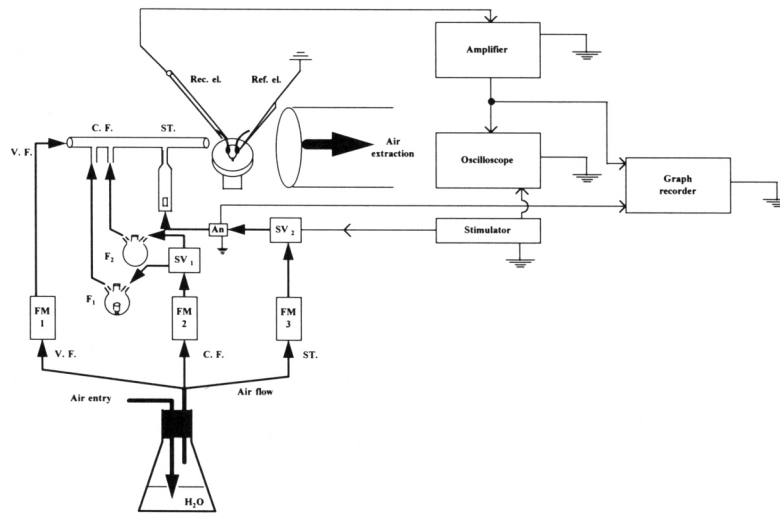 Amplifier
Rec. el.
Ref. el.
C. F.
ST.
V. F.
Air
extraction
Oscilloscope
Graph
recorder
An
SV 2
Stimulator
F2
SV 1
F1
FM
1
FM
2
FM
3
V. F.
C. F.
ST.
Air entry
Air flow
H2O